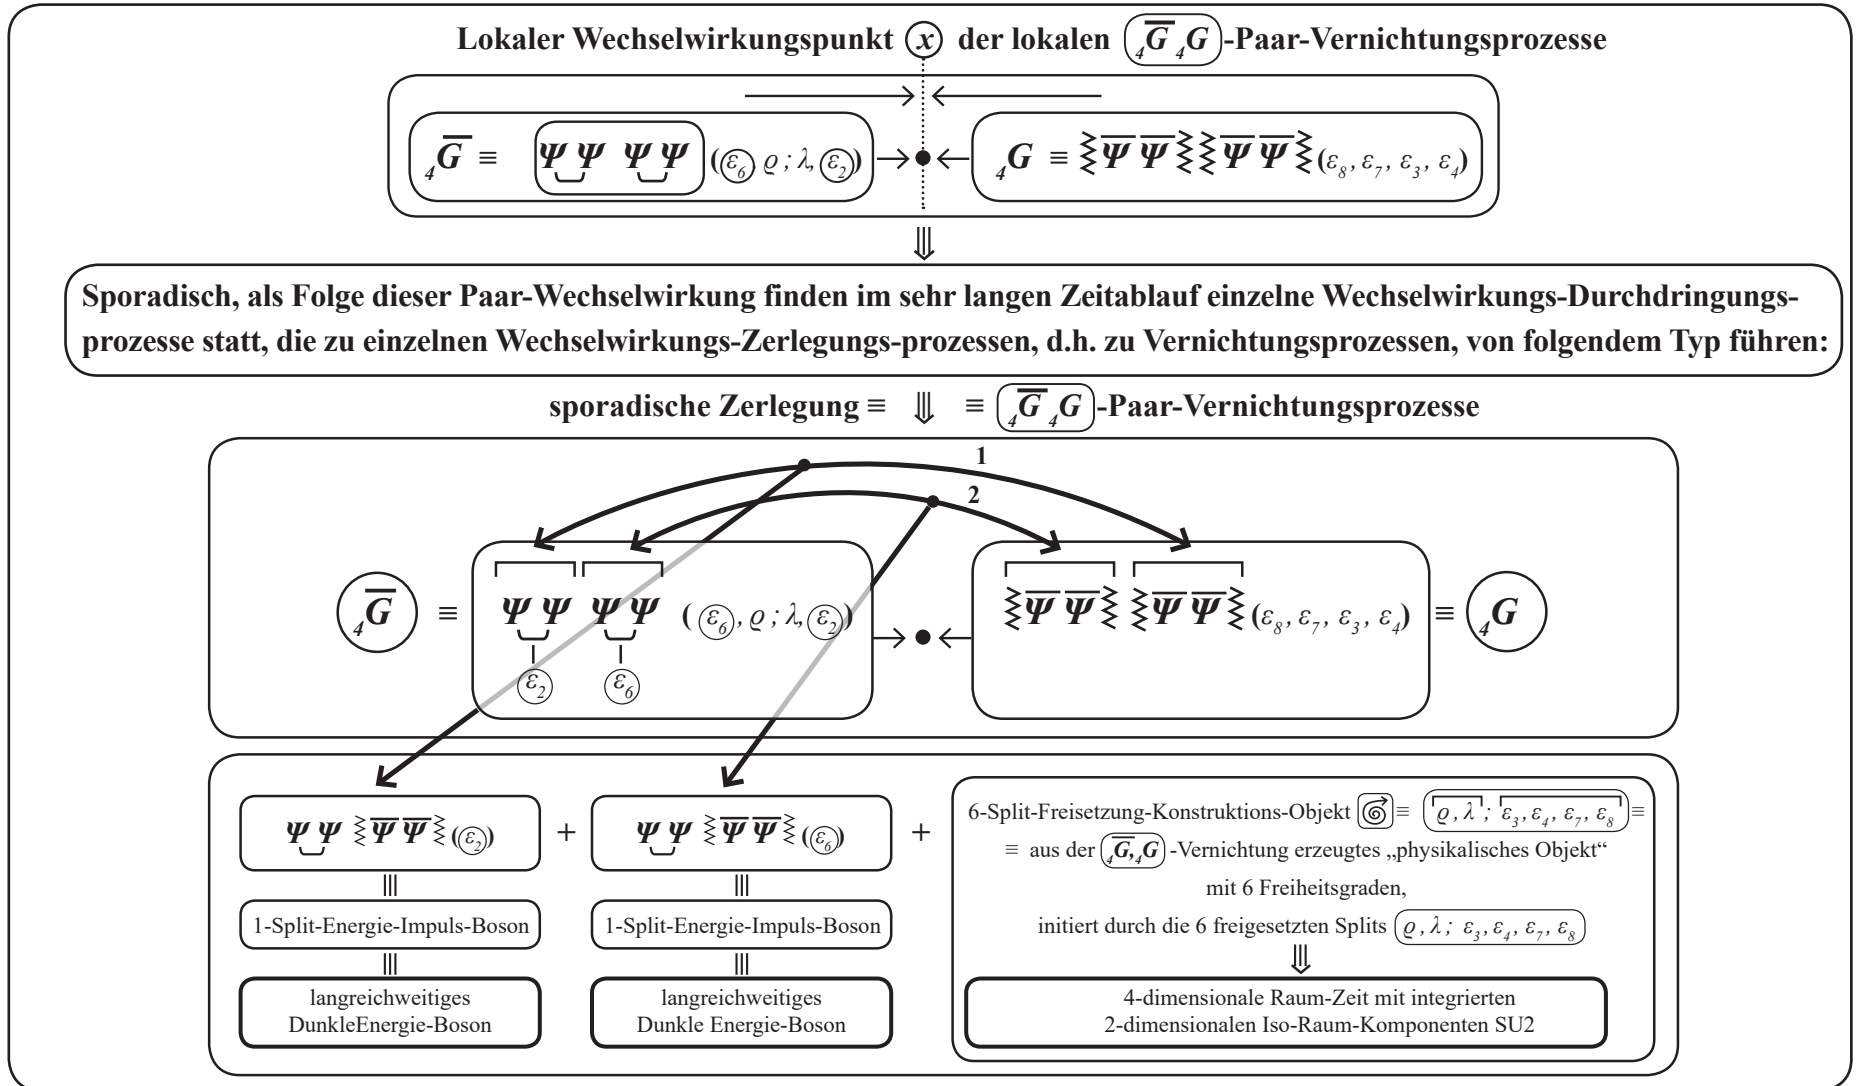 Lokaler Wechselwirkungspunkt (x) der lokalen ₄G̅ ₄G -Paar-Vernichtungsprozesse
₄G̅ ≡ ΨΨ ΨΨ (ε₆, ϱ ; λ, ε₂)
₄G ≡ Ψ̅ Ψ̅ Ψ̅ Ψ̅ (ε₈, ε₇, ε₃, ε₄)
Sporadisch, als Folge dieser Paar-Wechselwirkung finden im sehr langen Zeitablauf einzelne Wechselwirkungs-Durchdringungs-
prozesse statt, die zu einzelnen Wechselwirkungs-Zerlegungs-prozessen, d.h. zu Vernichtungsprozessen, von folgendem Typ führen:
sporadische Zerlegung ≡ ⇓ ≡ ₄G̅ ₄G -Paar-Vernichtungsprozesse
1
2
₄G̅ ≡ ΨΨ ΨΨ (ε₆, ϱ ; λ, ε₂)
Ψ̅ Ψ̅ Ψ̅ Ψ̅ (ε₈, ε₇, ε₃, ε₄) ≡ ₄G
ε₂ ε₆
ΨΨ Ψ̅ Ψ̅ (ε₂) + ΨΨ Ψ̅ Ψ̅ (ε₆) +
1-Split-Energie-Impuls-Boson
langreichweitiges
DunkleEnergie-Boson
1-Split-Energie-Impuls-Boson
langreichweitiges
Dunkle Energie-Boson
6-Split-Freisetzung-Konstruktions-Objekt ≡ ϱ, λ ; ε₃, ε₄, ε₇, ε₈ ≡
≡ aus der ₄G̅, ₄G -Vernichtung erzeugtes „physikalisches Objekt“
mit 6 Freiheitsgraden,
initiiert durch die 6 freigesetzten Splits ϱ, λ ; ε₃, ε₄, ε₇, ε₈
4-dimensionale Raum-Zeit mit integrierten
2-dimensionalen Iso-Raum-Komponenten SU2